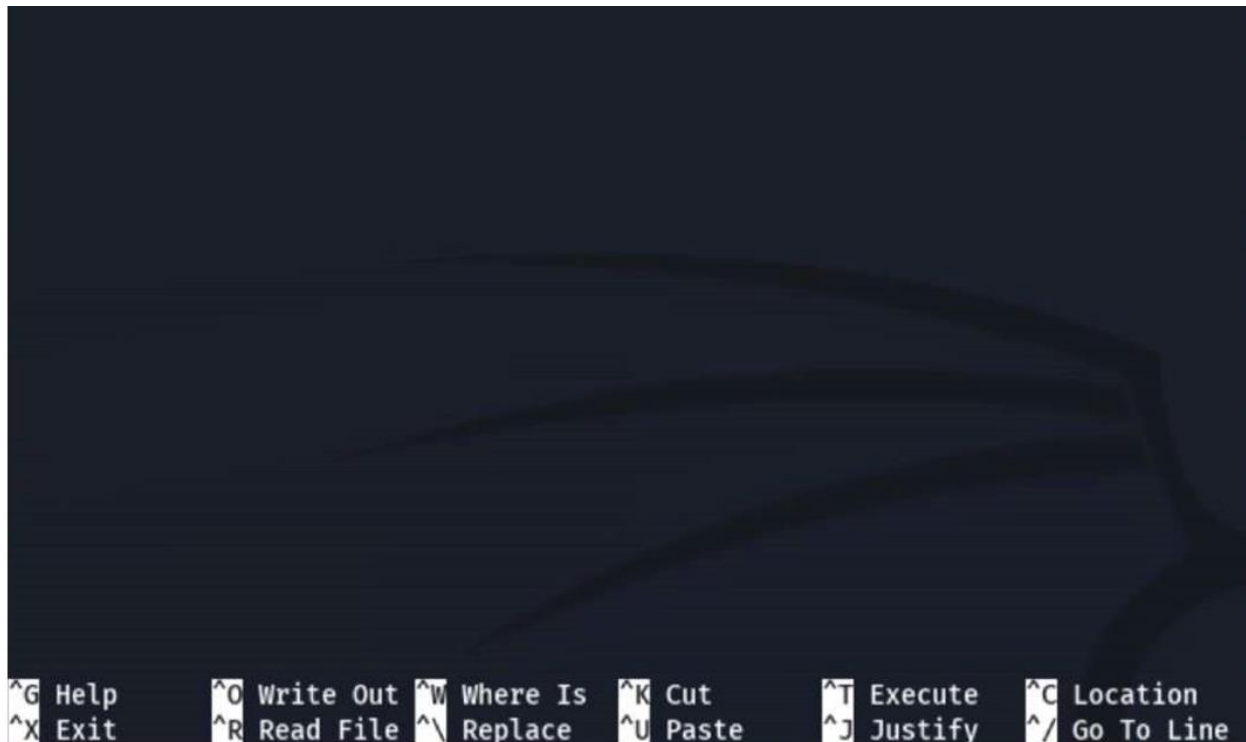 ^G Help ^O Write Out ^W Where Is ^K Cut ^T Execute ^C Location
^X Exit ^R Read File ^\ Replace ^U Paste ^J Justify ^/ Go To Line